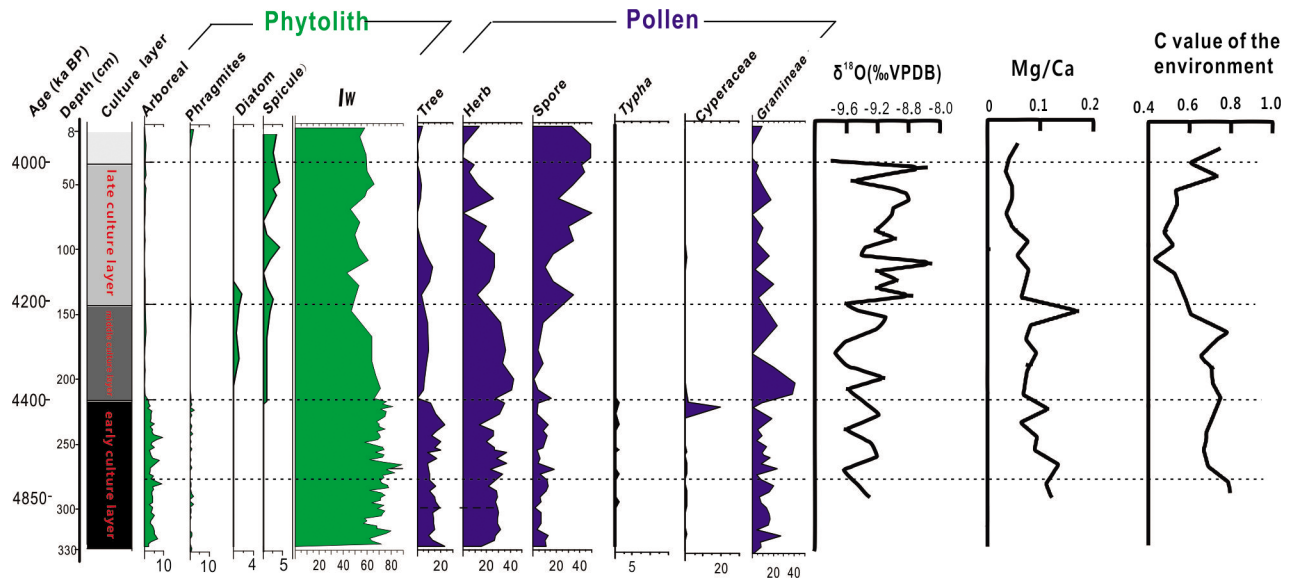 Phytolith
Pollen
Age (ka BP)
Depth (cm)
Culture layer
Arboreal
Phragmites
Diatom
Spicule)
Iw
Tree
Herb
Spore
Typha
Cyperaceae
Gramineae
δ18O(‰VPDB)
-9.6 -9.2 -8.8 -8.0
Mg/Ca
0 0.1 0.2
C value of the
environment
0.4 0.6 0.8 1.0
8
4000
50
100
4200
150
200
4400
250
4850
300
330
late culture layer
early culture layer
10
10
4
5
20 40 60 80
20
20 40
20 40
5
20
20 40